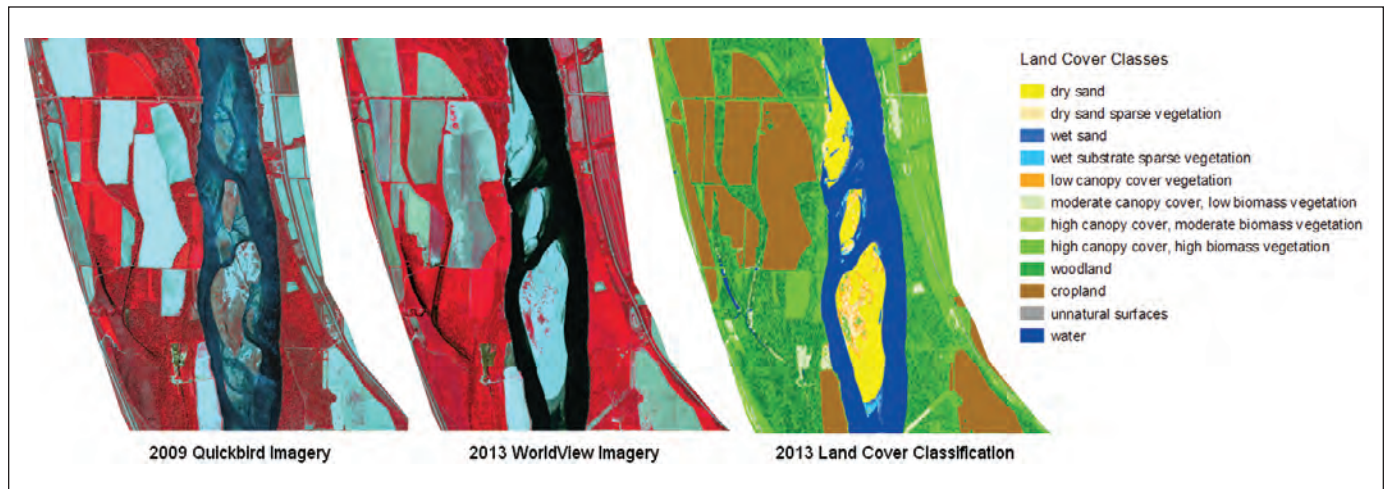 Land Cover Classes
dry sand
dry sand sparse vegetation
wet sand
wet substrate sparse vegetation
low canopy cover vegetation
moderate canopy cover, low biomass vegetation
high canopy cover, moderate biomass vegetation
high canopy cover, high biomass vegetation
woodland
cropland
unnatural surfaces
water
2009 Quickbird Imagery
2013 WorldView Imagery
2013 Land Cover Classification